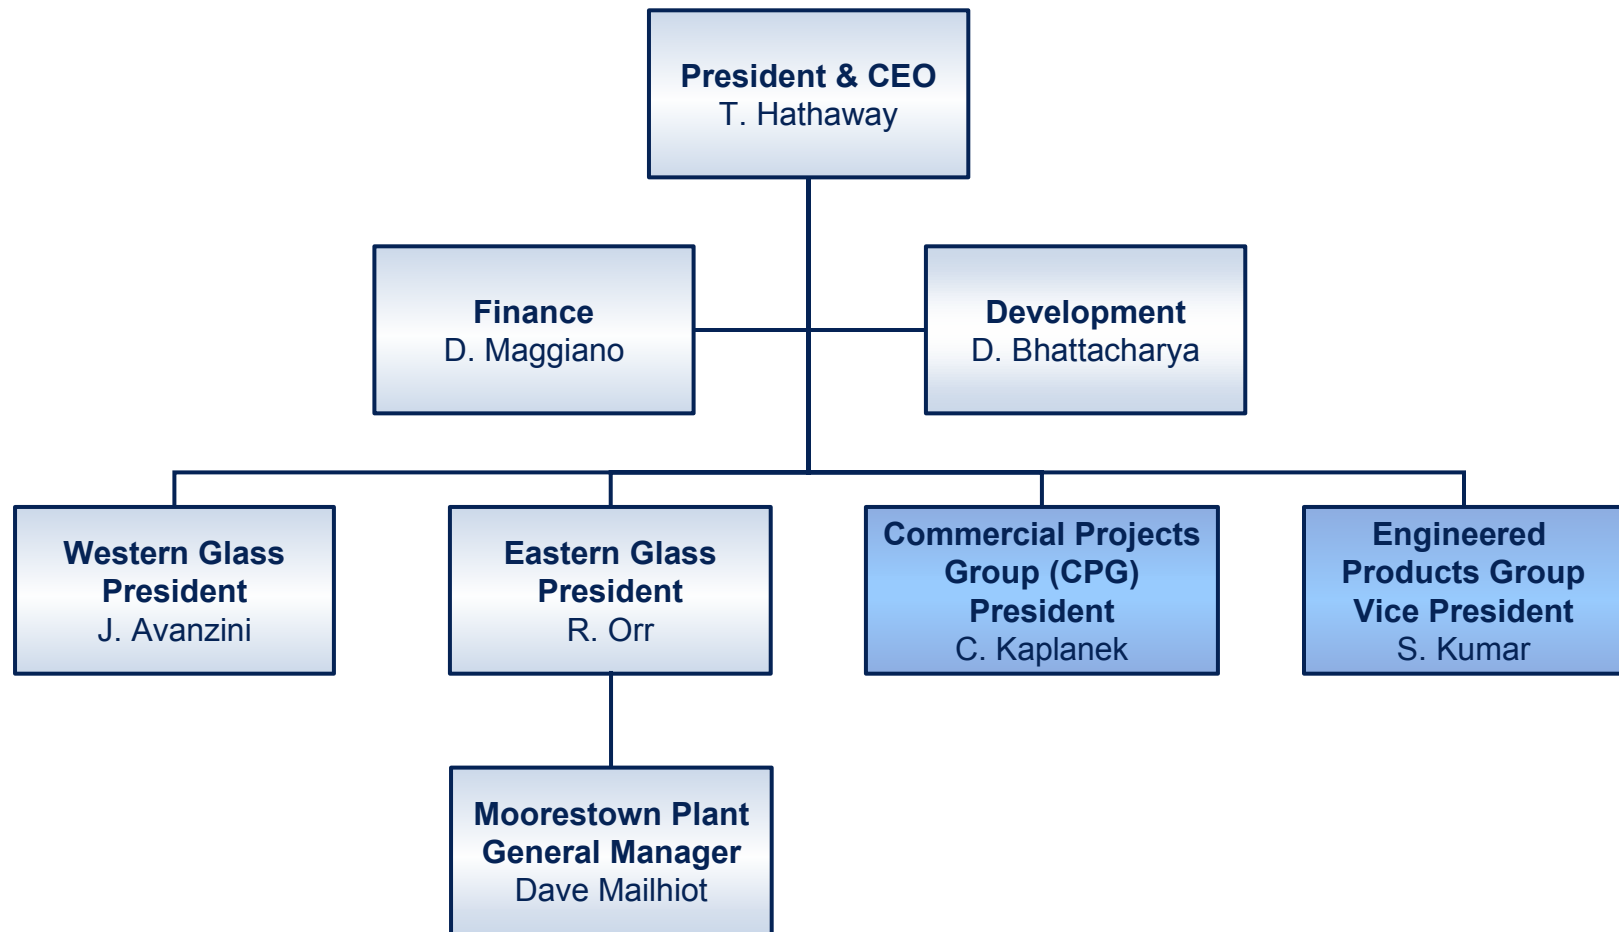 President & CEO
T. Hathaway
Finance
D. Maggiano
Development
D. Bhattacharya
Western Glass
President
J. Avanzini
Eastern Glass
President
R. Orr
Commercial Projects
Group (CPG)
President
C. Kaplanek
Engineered
Products Group
Vice President
S. Kumar
Moorestown Plant
General Manager
Dave Mailhiot